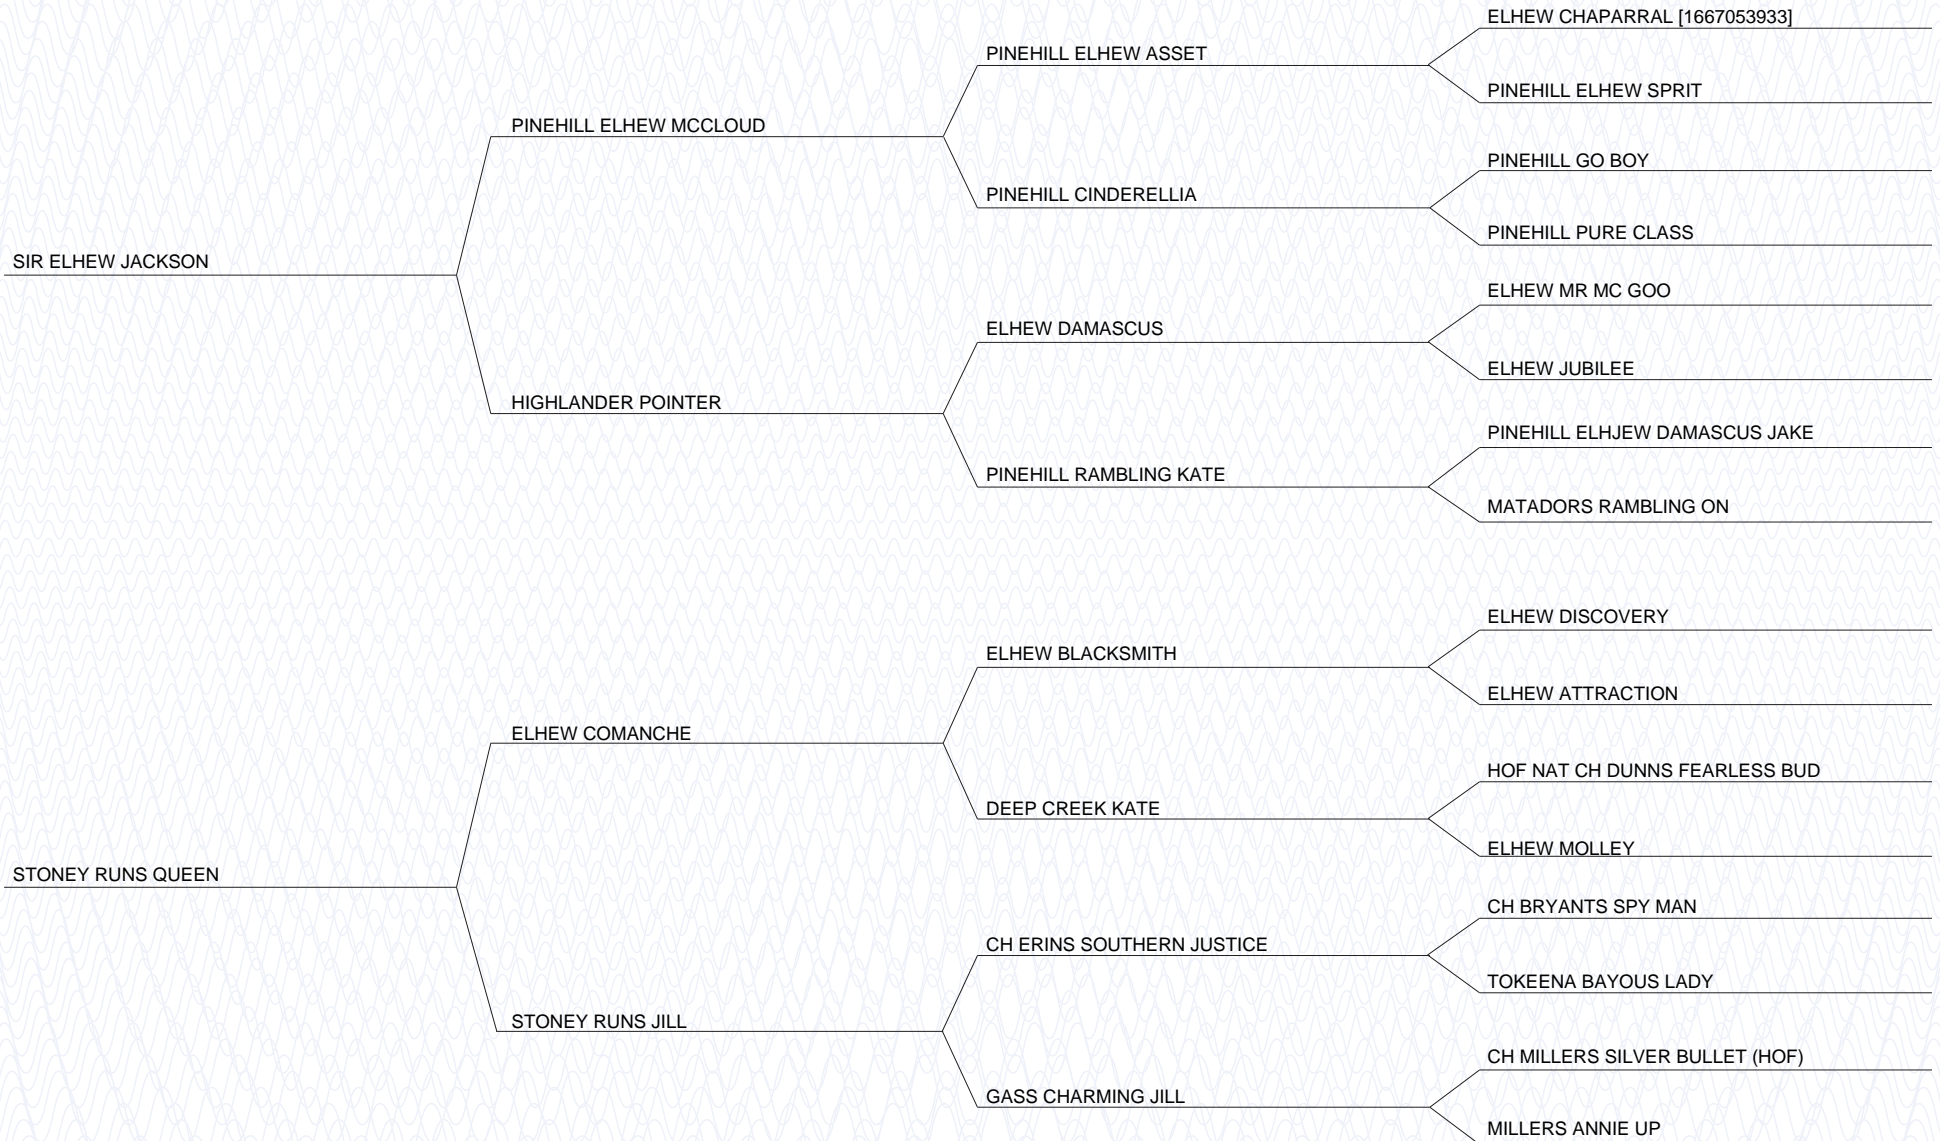 ELHEW CHAPARRAL [1667053933]
PINEHILL ELHEW ASSET
PINEHILL ELHEW SPRIT
PINEHILL ELHEW MCCLOUD
PINEHILL GO BOY
PINEHILL CINDERELLIA
PINEHILL PURE CLASS
SIR ELHEW JACKSON
ELHEW MR MC GOO
ELHEW DAMASCUS
ELHEW JUBILEE
HIGHLANDER POINTER
PINEHILL ELHJEW DAMASCUS JAKE
PINEHILL RAMBLING KATE
MATADORS RAMBLING ON
ELHEW DISCOVERY
ELHEW BLACKSMITH
ELHEW ATTRACTION
ELHEW COMANCHE
HOF NAT CH DUNNS FEARLESS BUD
DEEP CREEK KATE
ELHEW MOLLEY
STONEY RUNS QUEEN
CH BRYANTS SPY MAN
CH ERINS SOUTHERN JUSTICE
TOKEENA BAYOUS LADY
STONEY RUNS JILL
CH MILLERS SILVER BULLET (HOF)
GASS CHARMING JILL
MILLERS ANNIE UP